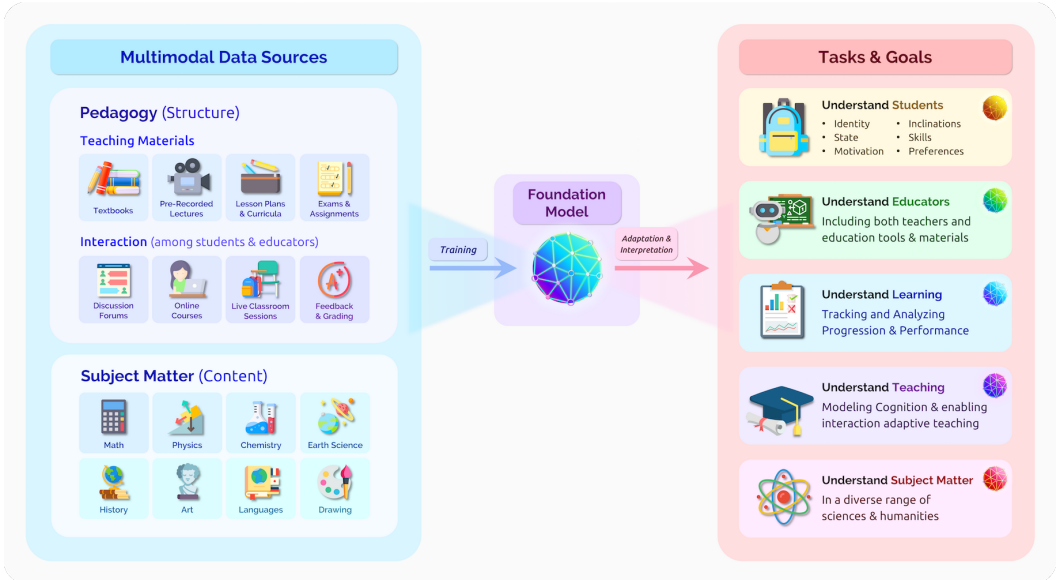 Multimodal Data Sources
Pedagogy (Structure)
Teaching Materials
Textbooks
Pre-Recorded
Lectures
Lesson Plans
& Curricula
Exams &
Assignments
Interaction (among students & educators)
Discussion
Forums
Online
Courses
Live Classroom
Sessions
Feedback
& Grading
Subject Matter (Content)
Math
Physics
Chemistry
Earth Science
History
Art
Languages
Drawing
Training
Foundation
Model
Adaptation &
Interpretation
Tasks & Goals
Understand Students
• Identity
• State
• Motivation
• Inclinations
• Skills
• Preferences
Understand Educators
Including both teachers and
education tools & materials
Understand Learning
Tracking and Analyzing
Progression & Performance
Understand Teaching
Modeling Cognition & enabling
interaction adaptive teaching
Understand Subject Matter
In a diverse range of
sciences & humanities